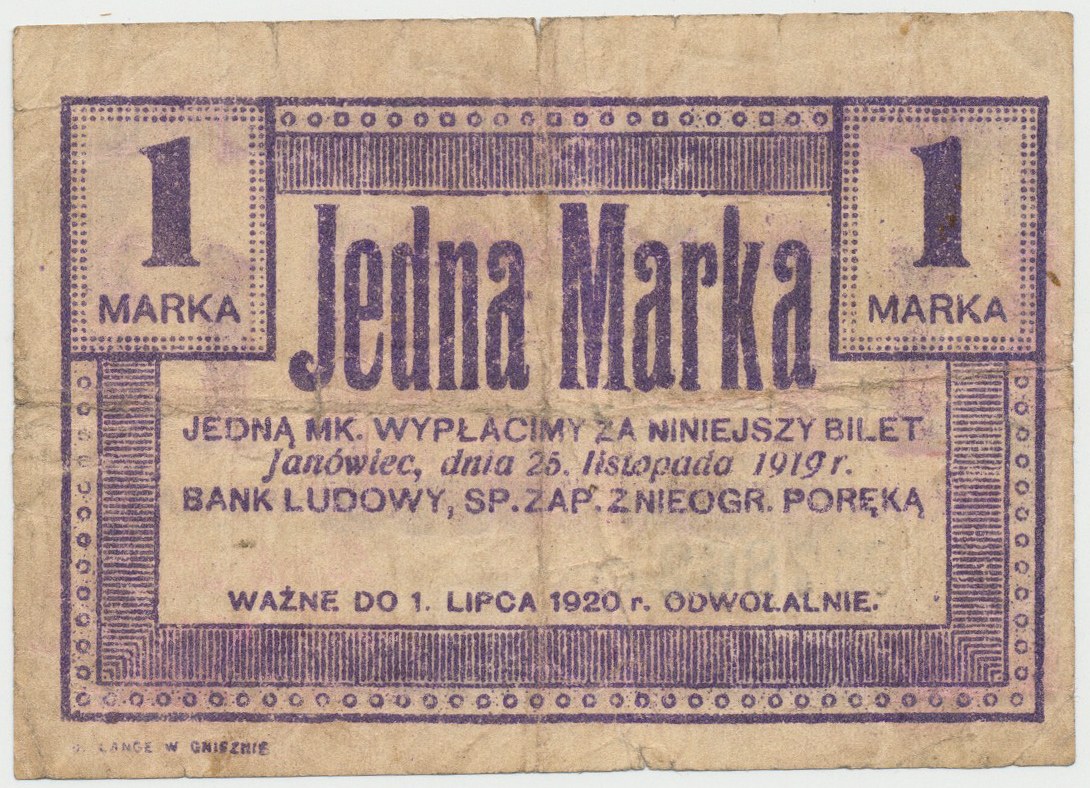 1
MARKA
1
MARKA
Jedna Marka
JEDNĄ MK. WYPŁACIMY ZA NINIEJSZY BILET
Janówiec, dnia 25. listopada 1919 r.
BANK LUDOWY, SP. ZAP. Z NIEOGR. PORĘKĄ
WAŻNE DO 1. LIPCA 1920 r. ODWOŁALNIE.
LANGE W GNIEŹNIE